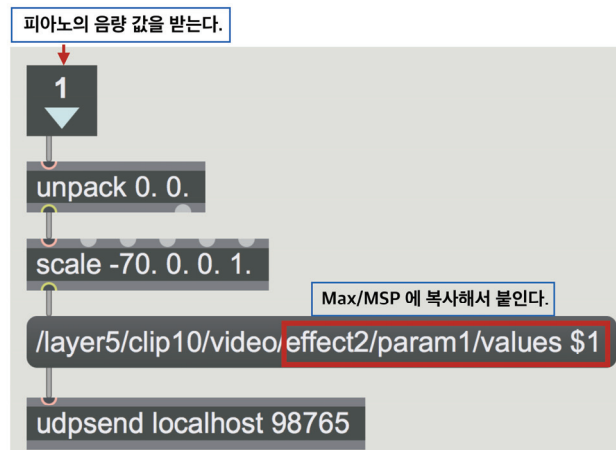 피아노의 음량 값을 받는다.
1
unpack 0. 0.
scale -70. 0. 0. 1.
Max/MSP 에 복사해서 붙인다.
/layer5/clip10/video/effect2/param1/values $1
udpsend localhost 98765